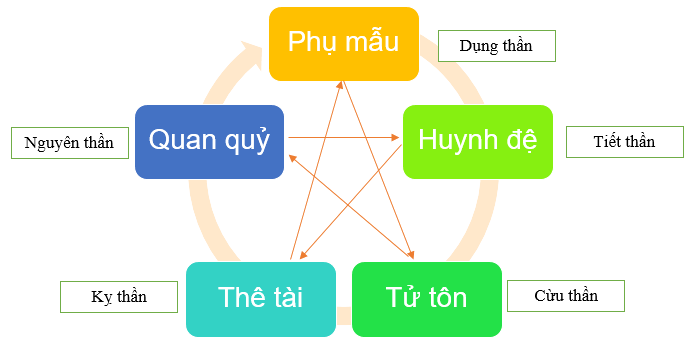 Phụ mẫu
Dụng thần
Nguyên thần
Quan quỷ
Huynh đệ
Tiết thần
Kỵ thần
Thê tài
Tử tôn
Cừu thần